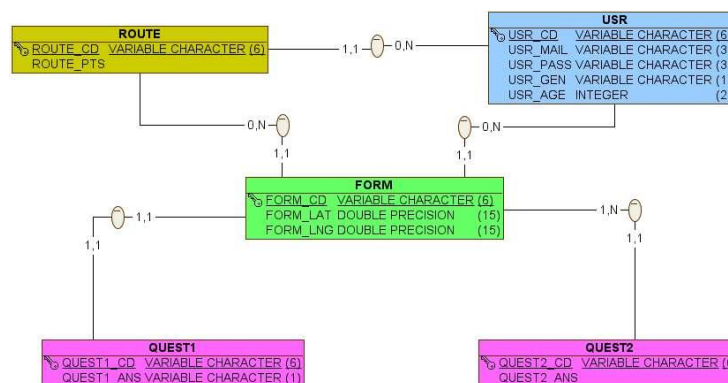 ROUTE
ROUTE_CD VARIABLE CHARACTER (6)
ROUTE_PTS
USR
USR_CD VARIABLE CHARACTER (6
USR_MAIL VARIABLE CHARACTER (3
USR_PASS VARIABLE CHARACTER (3
USR_GEN VARIABLE CHARACTER (1
USR_AGE INTEGER (2
1,1
0,N
0,N
1,1
0,N
1,1
FORM
FORM_CD VARIABLE CHARACTER (6)
FORM_LAT DOUBLE PRECISION (15)
FORM_LNG DOUBLE PRECISION (15)
1,1
1,1
1,N
1,1
QUEST1
QUEST1_CD VARIABLE CHARACTER (6)
QUEST1_ANS VARIABLE CHARACTER (1)
QUEST2
QUEST2_CD VARIABLE CHARACTER (
QUEST2_ANS